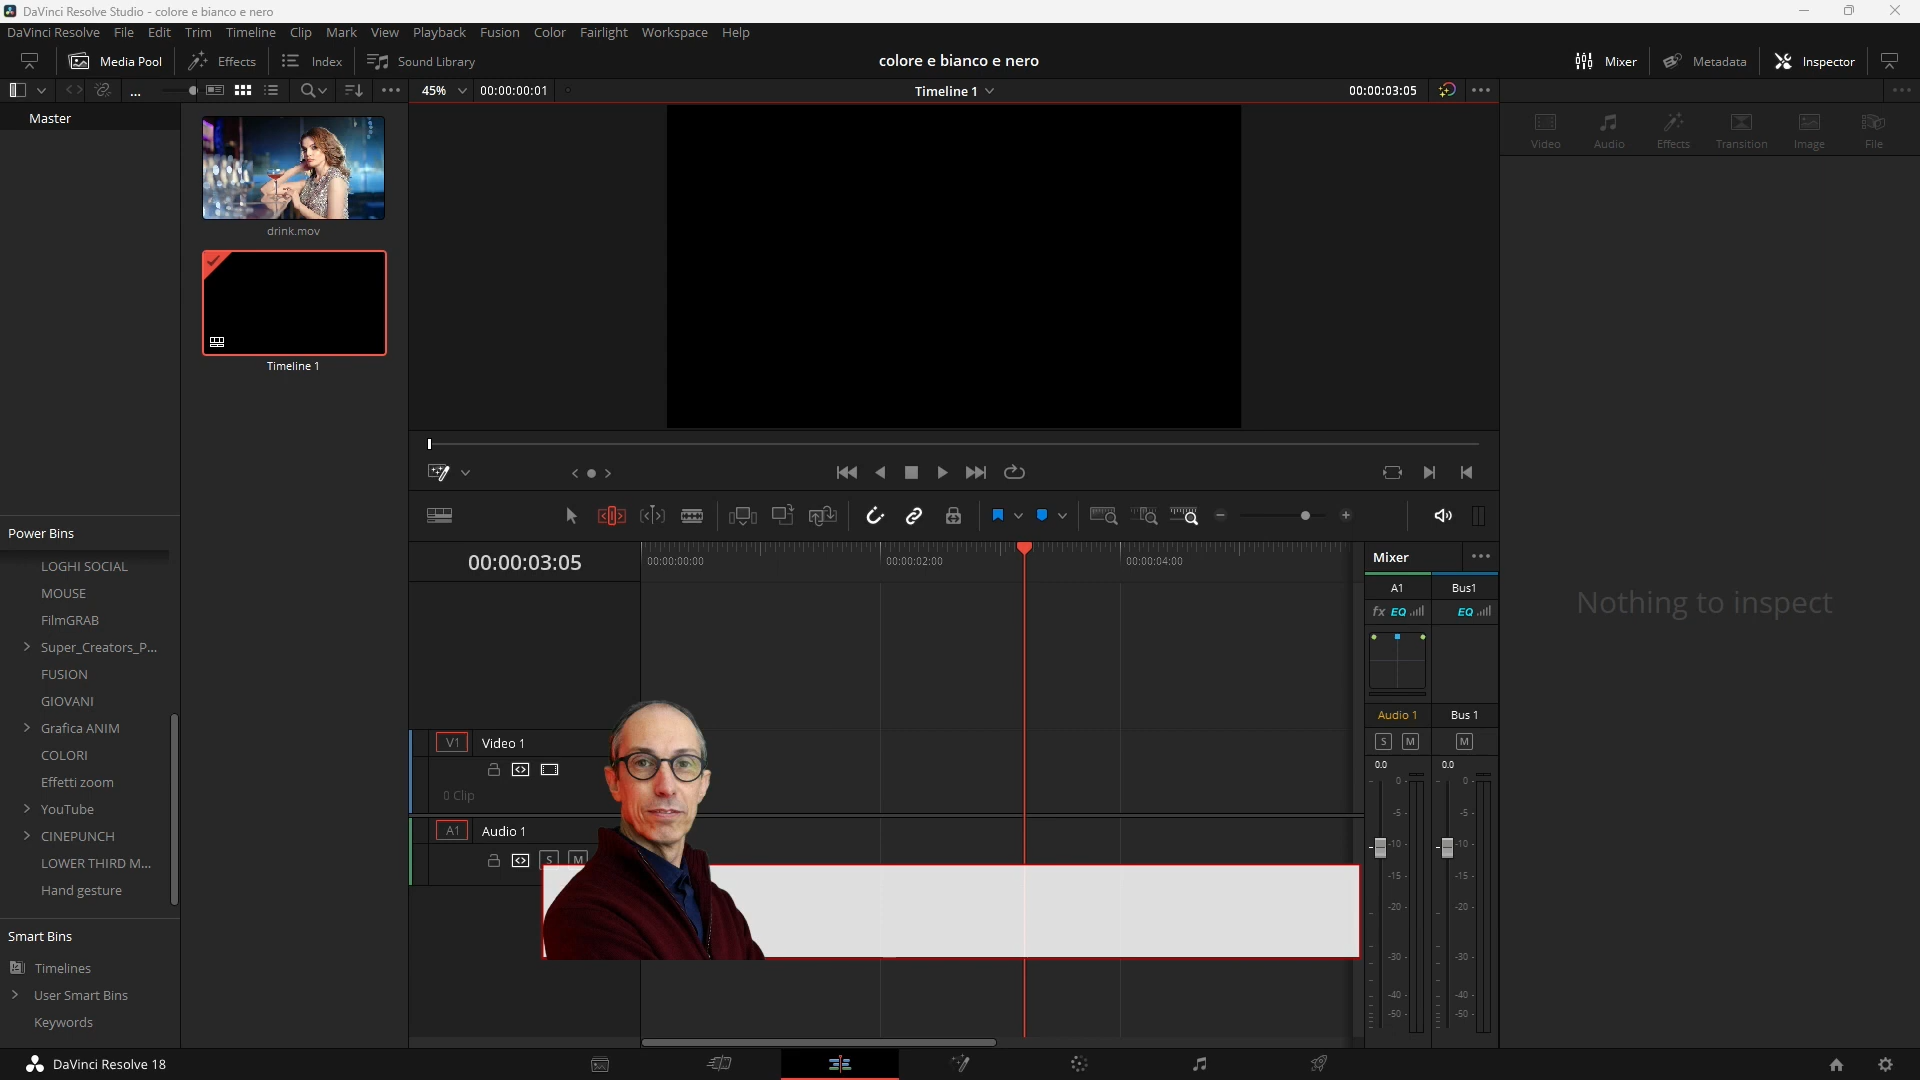 DaVinci Resolve Studio - colore e bianco e nero
DaVinci Resolve File Edit Trim Timeline Clip Mark View Playback Fusion Color Fairlight Workspace Help
Media Pool Effects Index Sound Library colore e bianco e nero Mixer Metadata Inspector
... 45% 00:00:00:01 Timeline 1 00:00:03:05
Master
Video Audio Effects Transition Image File
drink.mov
Timeline 1
Power Bins
LOGHI SOCIAL
MOUSE
FilmGRAB
Super_Creators_P...
FUSION
GIOVANI
Grafica ANIM
COLORI
Effetti zoom
YouTube
CINEPUNCH
LOWER THIRD M...
Hand gesture
Smart Bins
Timelines
User Smart Bins
Keywords
00:00:03:05
00:00:00:00 00:00:02:00 00:00:04:00
V1 Video 1
0 Clip
A1 Audio 1
S M
Mixer
A1 Bus1
fx EQ EQ
Audio 1 Bus 1
S M M
0.0 0.0
0- 0-
-5- -5-
-10- -10-
-15- -15-
-20- -20-
-30- -30-
-40- -40-
-50- -50-
Nothing to inspect
DaVinci Resolve 18